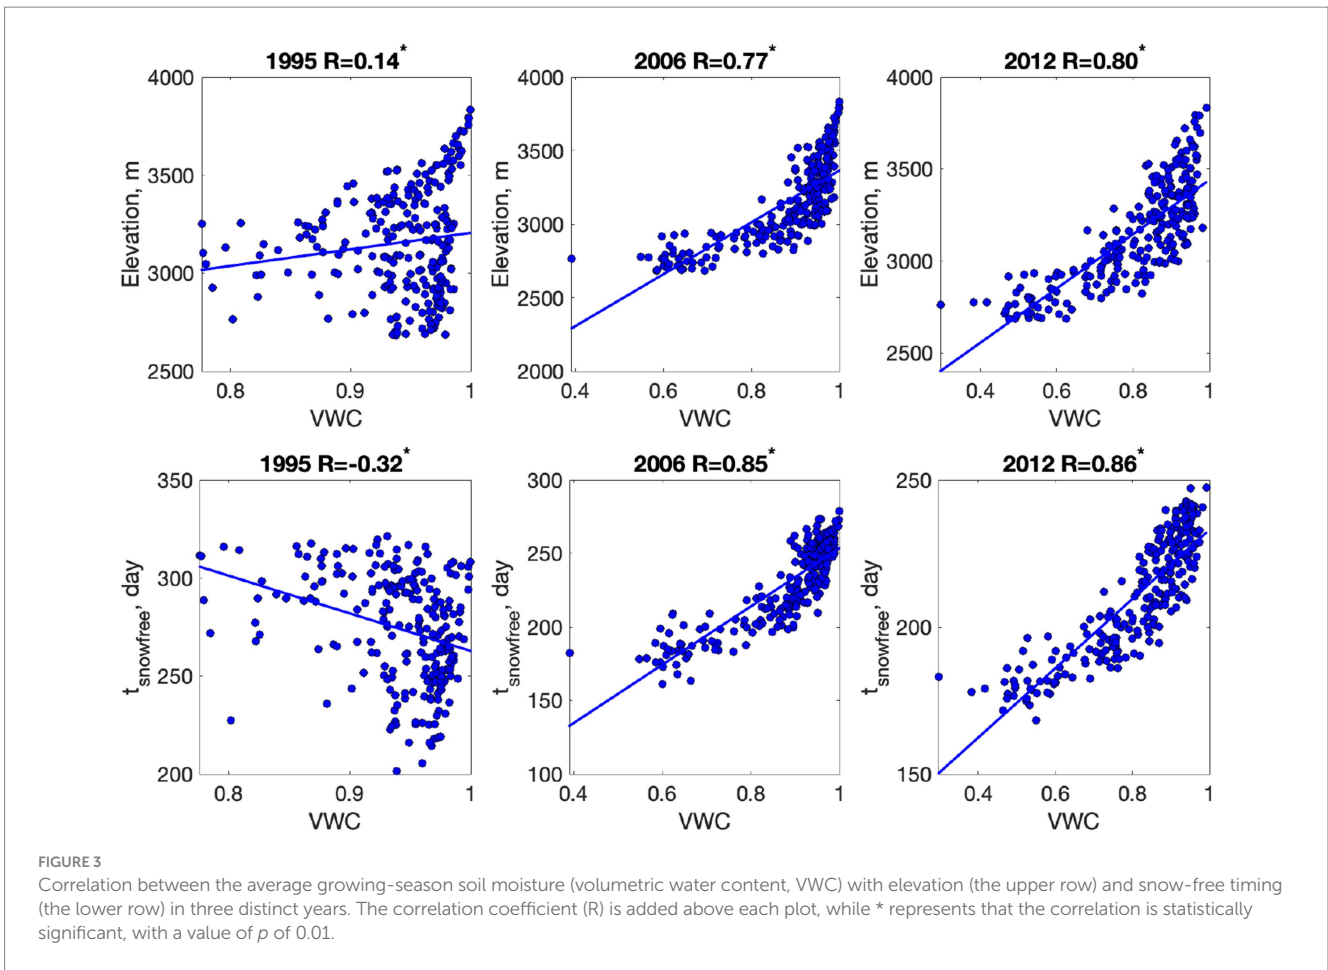 1995 R=0.14*
2006 R=0.77*
2012 R=0.80*
4000
3500
3000
2500
Elevation, m
0.8
0.9
1
VWC
4000
3500
3000
2500
2000
Elevation, m
0.4
0.6
0.8
1
VWC
4000
3500
3000
2500
Elevation, m
0.4
0.6
0.8
1
VWC
1995 R=-0.32*
2006 R=0.85*
2012 R=0.86*
350
300
250
200
t_snowfree, day
0.8
0.9
1
VWC
300
250
200
150
100
t_snowfree, day
0.4
0.6
0.8
1
VWC
250
200
150
t_snowfree, day
0.4
0.6
0.8
1
VWC
FIGURE 3
Correlation between the average growing-season soil moisture (volumetric water content, VWC) with elevation (the upper row) and snow-free timing
(the lower row) in three distinct years. The correlation coefficient (R) is added above each plot, while * represents that the correlation is statistically
significant, with a value of p of 0.01.